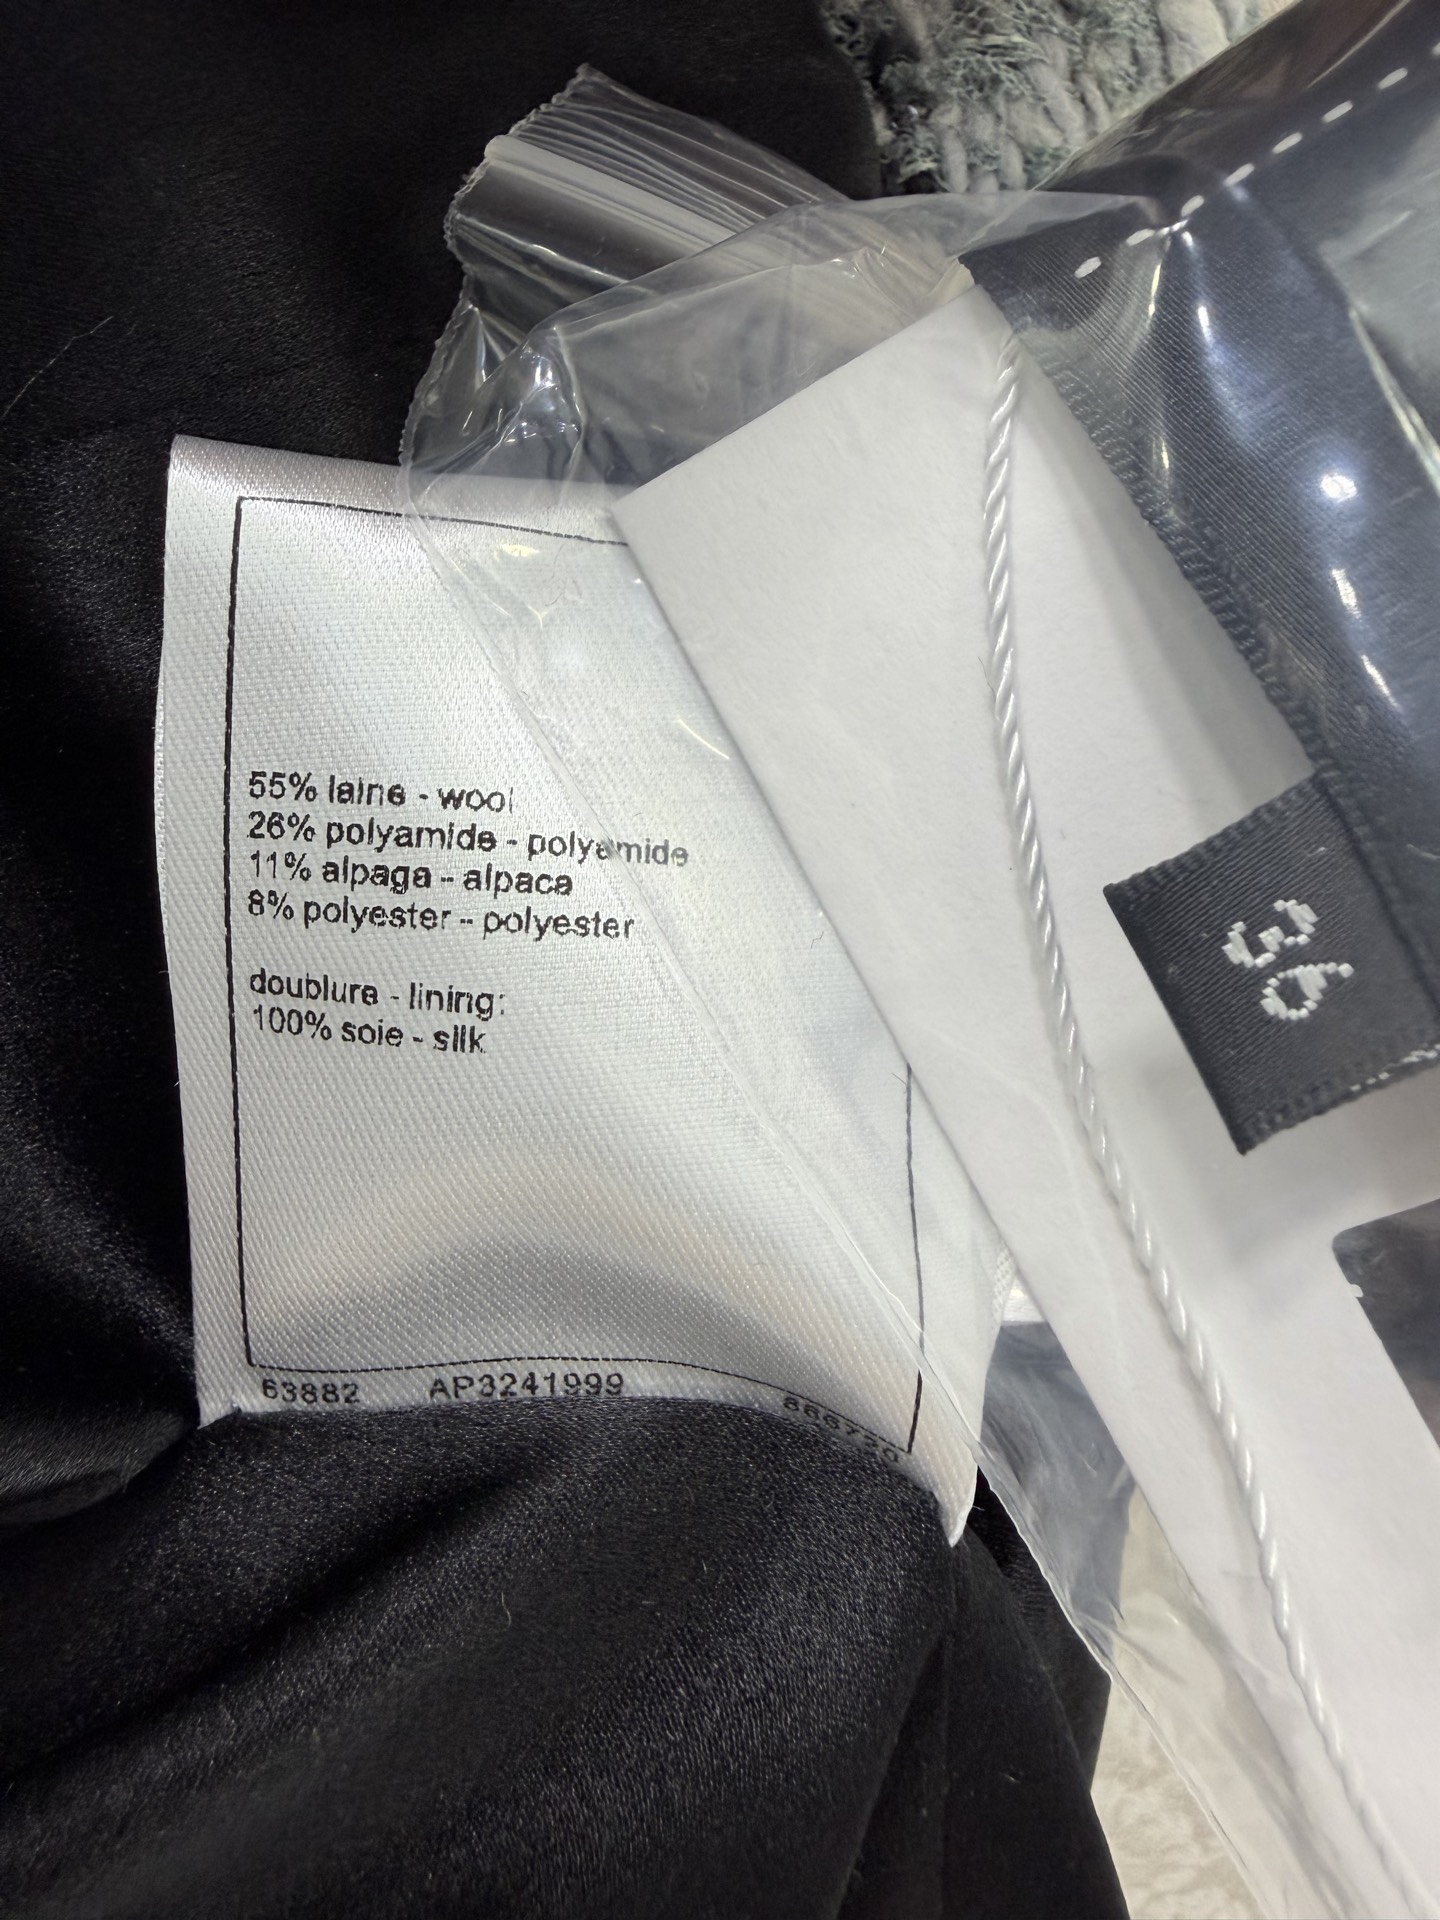 55% laine - wool
26% polyamide - polyamide
11% alpaga - alpaca
8% polyester - polyester
doublure - lining:
100% soie - silk
63882 AP3241999
36